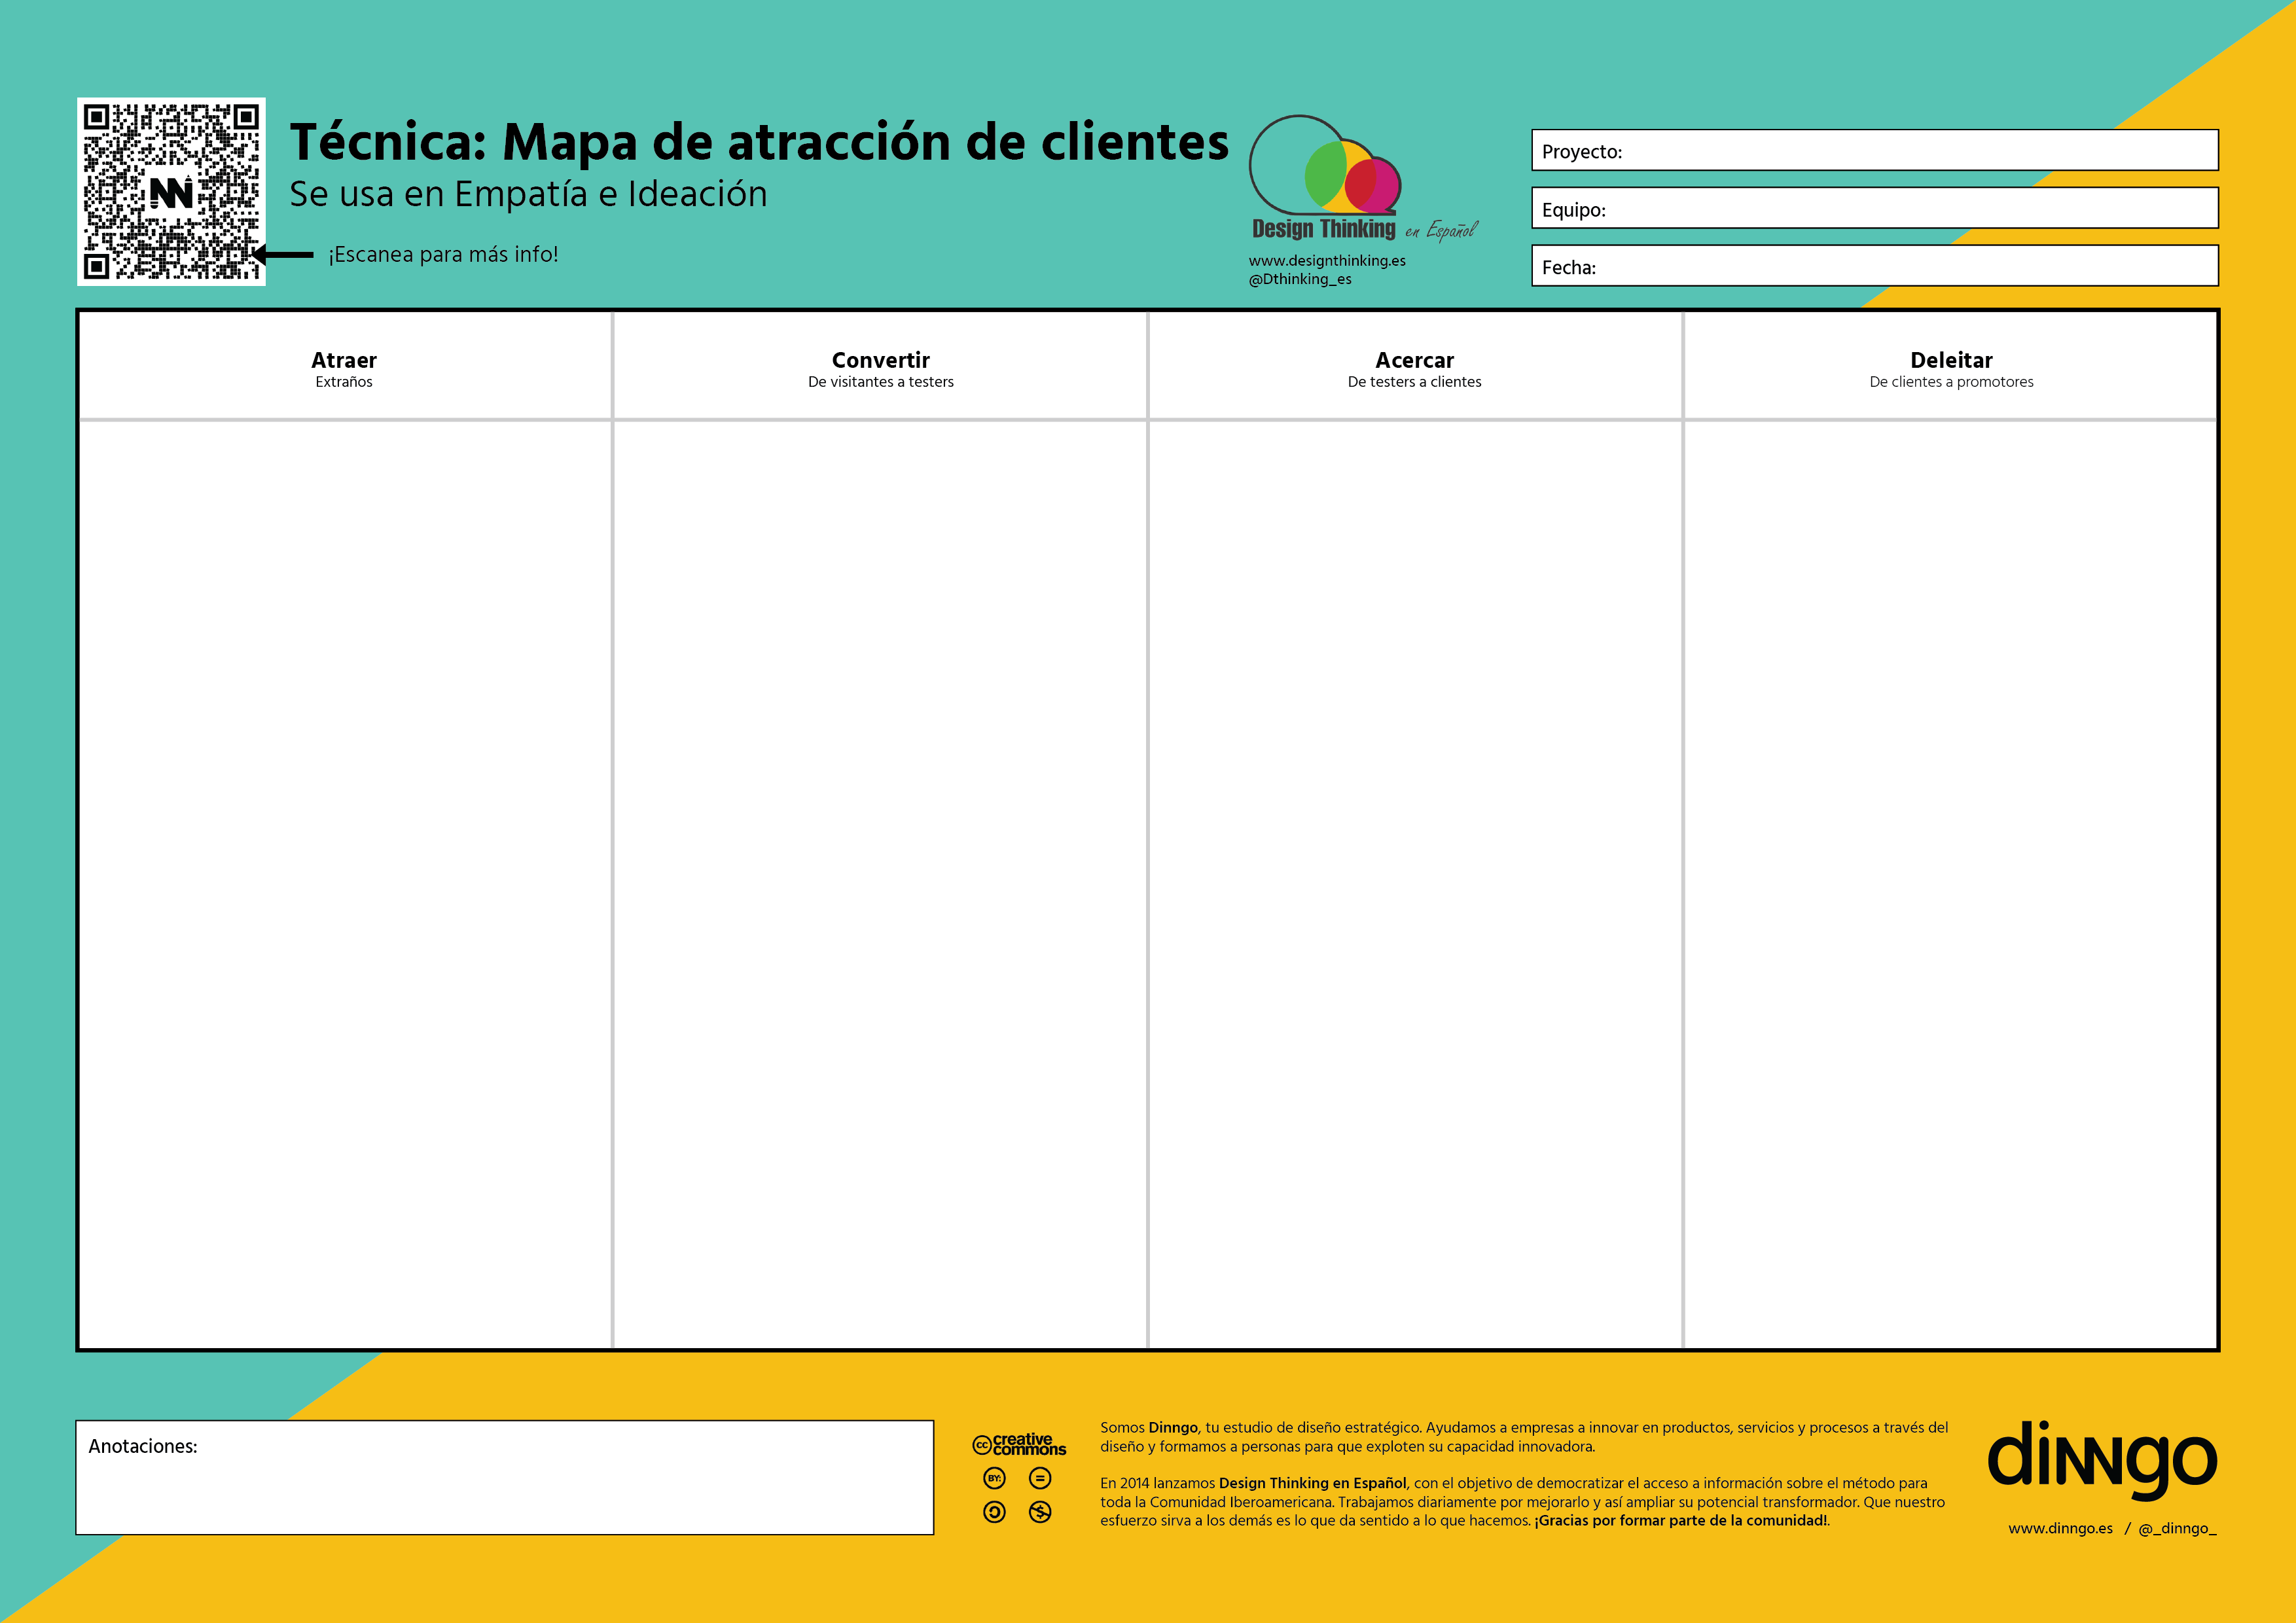 Técnica: Mapa de atracción de clientes
Se usa en Empatía e Ideación
¡Escanea para más info!
Design Thinking en Español
www.designthinking.es
@Dthinking_es
Proyecto:
Equipo:
Fecha:
Atraer
Extraños
Convertir
De visitantes a testers
Acercar
De testers a clientes
Deleitar
De clientes a promotores
Anotaciones:
cc creative
commons
BY:
Somos Dinngo, tu estudio de diseño estratégico. Ayudamos a empresas a innovar en productos, servicios y procesos a través del
diseño y formamos a personas para que exploten su capacidad innovadora.
En 2014 lanzamos Design Thinking en Español, con el objetivo de democratizar el acceso a información sobre el método para
toda la Comunidad Iberoamericana. Trabajamos diariamente por mejorarlo y así ampliar su potencial transformador. Que nuestro
esfuerzo sirva a los demás es lo que da sentido a lo que hacemos. ¡Gracias por formar parte de la comunidad!.
dinngo
www.dinngo.es / @_dinngo_